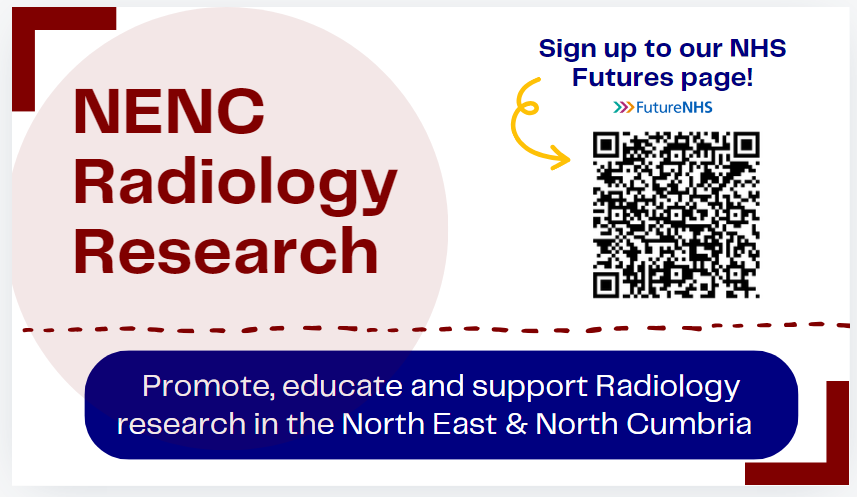 NENC
Radiology
Research
Sign up to our NHS
Futures page!
FutureNHS
Promote, educate and support Radiology
research in the North East & North Cumbria